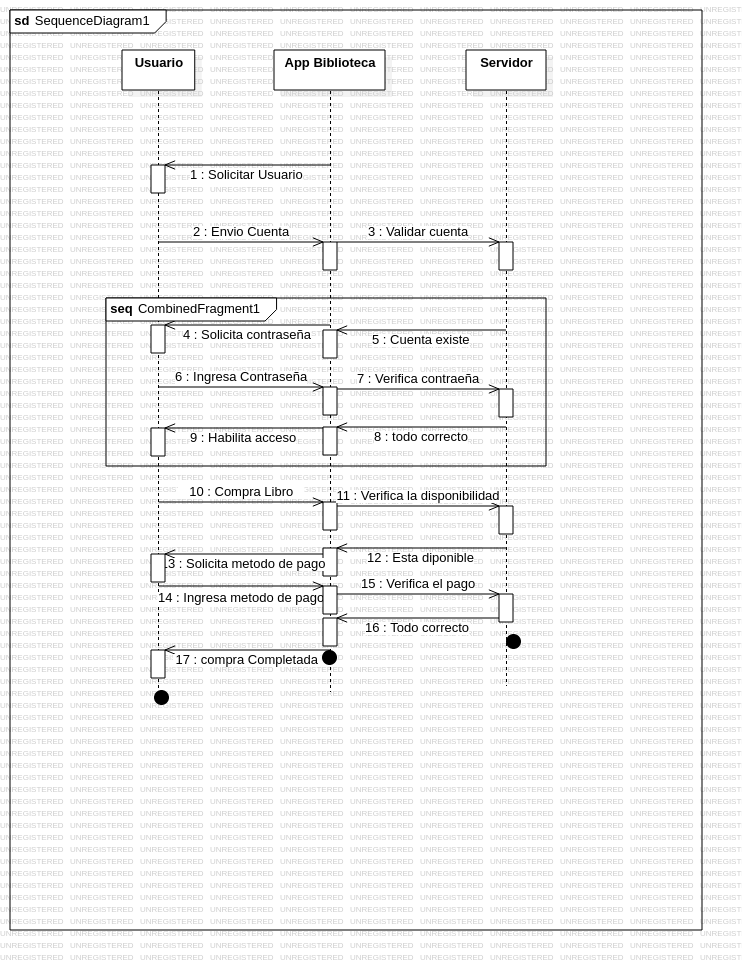 sd SequenceDiagram1
Usuario
App Biblioteca
Servidor
1 : Solicitar Usuario
2 : Envio Cuenta
3 : Validar cuenta
seq CombinedFragment1
4 : Solicita contraseña
5 : Cuenta existe
6 : Ingresa Contraseña
7 : Verifica contraeña
9 : Habilita acceso
8 : todo correcto
10 : Compra Libro
11 : Verifica la disponibilidad
12 : Esta diponible
13 : Solicita metodo de pago
15 : Verifica el pago
14 : Ingresa metodo de pago
16 : Todo correcto
17 : compra Completada
UNREGISTERED